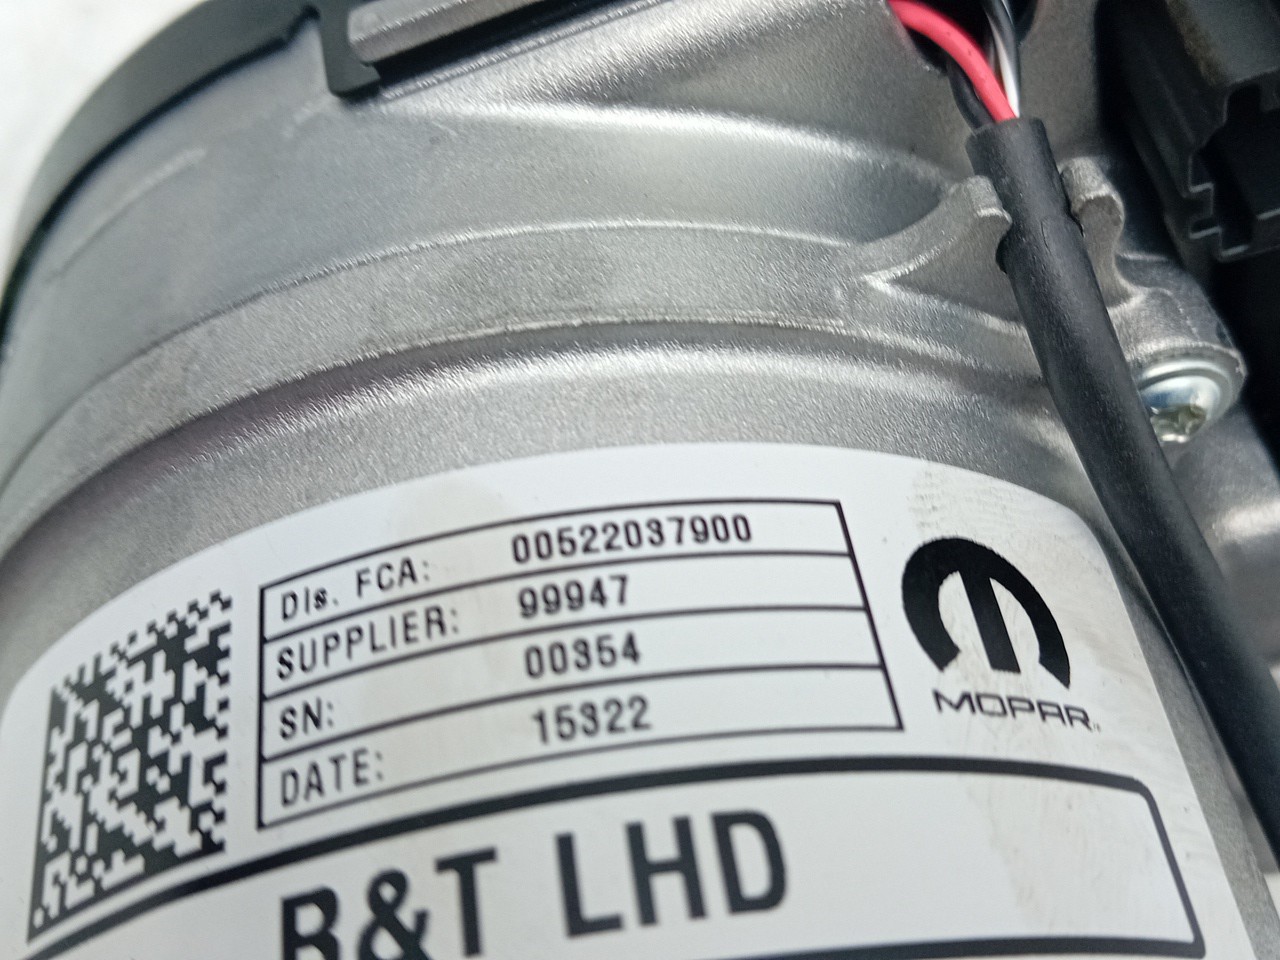 Dis. FCA: 00522037900
SUPPLIER: 99947
SN: 00354
DATE: 15322
MOPAR
R&T LHD